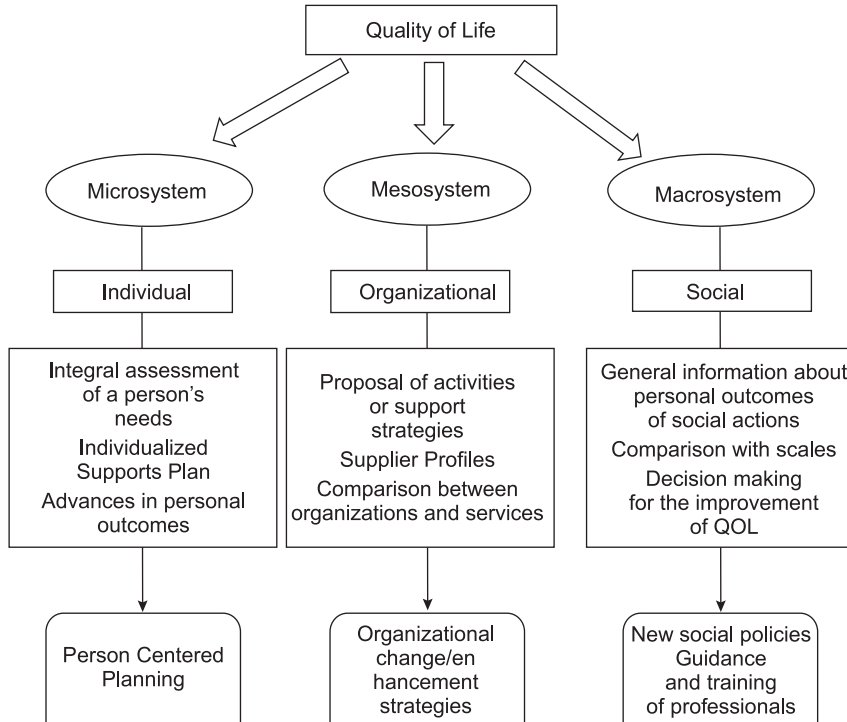 Quality of Life
Microsystem
Mesosystem
Macrosystem
Individual
Organizational
Social
Integral assessment
of a person's
needs
Individualized
Supports Plan
Advances in personal
outcomes
Proposal of activities
or support
strategies
Supplier Profiles
Comparison between
organizations and services
General information about
personal outcomes
of social actions
Comparison with scales
Decision making
for the improvement
of QOL
Person Centered
Planning
Organizational
change/en
hancement
strategies
New social policies
Guidance
and training
of professionals